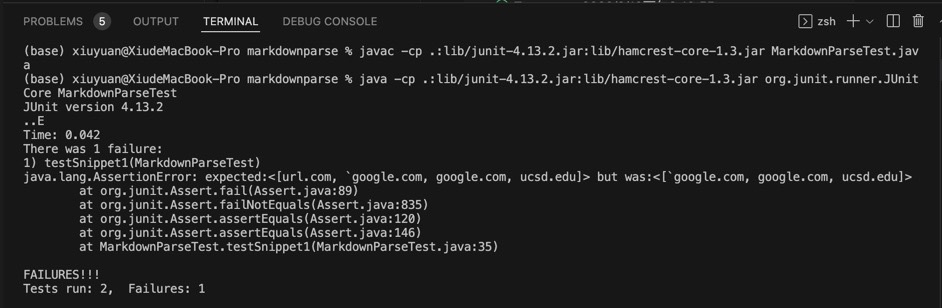 PROBLEMS 5 OUTPUT TERMINAL DEBUG CONSOLE zsh
(base) xiuyuan@XiudeMacBook-Pro markdownparse % javac -cp .:lib/junit-4.13.2.jar:lib/hamcrest-core-1.3.jar MarkdownParseTest.jav
a
(base) xiuyuan@XiudeMacBook-Pro markdownparse % java -cp .:lib/junit-4.13.2.jar:lib/hamcrest-core-1.3.jar org.junit.runner.JUnit
Core MarkdownParseTest
JUnit version 4.13.2
..E
Time: 0.042
There was 1 failure:
1) testSnippet1(MarkdownParseTest)
java.lang.AssertionError: expected:<[url.com, `google.com, google.com, ucsd.edu]> but was:<[`google.com, google.com, ucsd.edu]>
        at org.junit.Assert.fail(Assert.java:89)
        at org.junit.Assert.failNotEquals(Assert.java:835)
        at org.junit.Assert.assertEquals(Assert.java:120)
        at org.junit.Assert.assertEquals(Assert.java:146)
        at MarkdownParseTest.testSnippet1(MarkdownParseTest.java:35)

FAILURES!!!
Tests run: 2,  Failures: 1